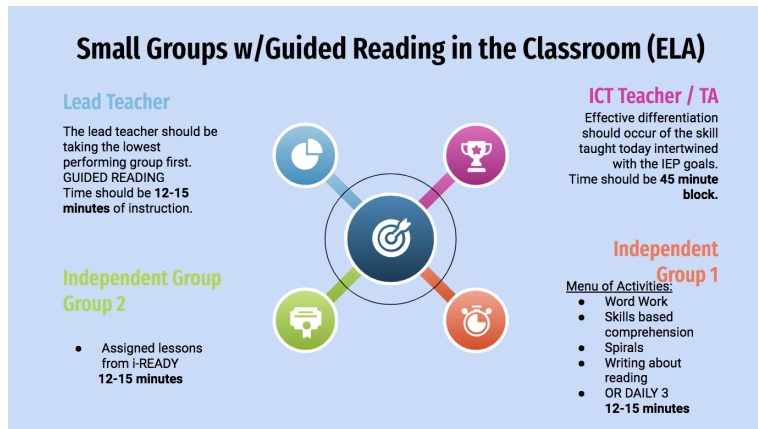 Small Groups w/Guided Reading in the Classroom (ELA)
Lead Teacher
The lead teacher should be
taking the lowest
performing group first.
GUIDED READING
Time should be 12-15
minutes of instruction.
ICT Teacher / TA
Effective differentiation
should occur of the skill
taught today intertwined
with the IEP goals.
Time should be 45 minute
block.
Independent Group
Group 2
● Assigned lessons
from i-READY
12-15 minutes
Independent
Group 1
Menu of Activities:
● Word Work
● Skills based
comprehension
● Spirals
● Writing about
reading
● OR DAILY 3
12-15 minutes